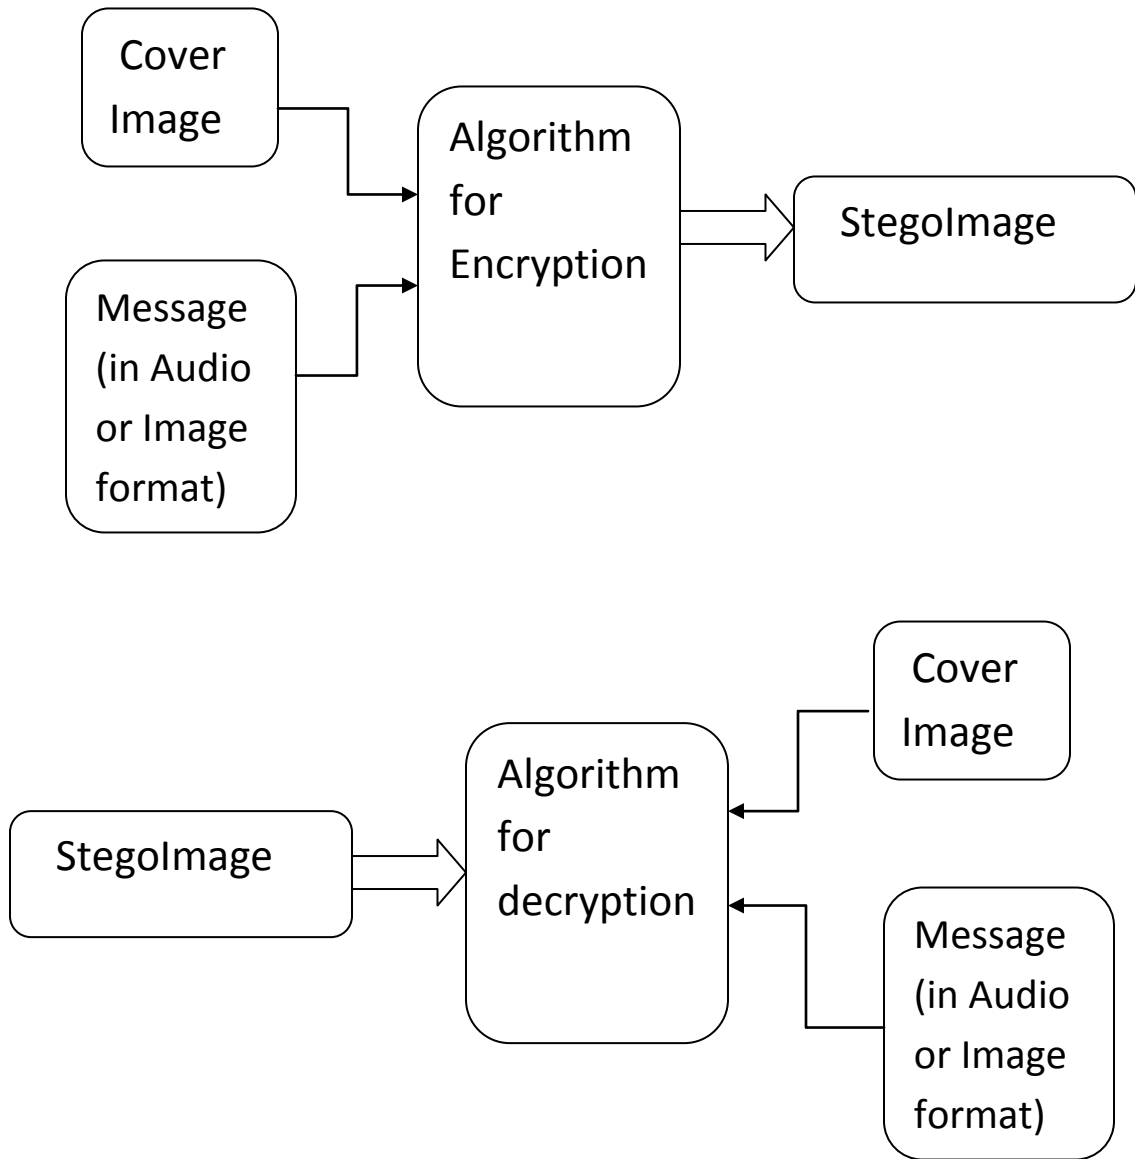 Cover
Image
Algorithm
for
Encryption
StegoImage
Message
(in Audio
or Image
format)
Cover
Image
Algorithm
for
decryption
StegoImage
Message
(in Audio
or Image
format)